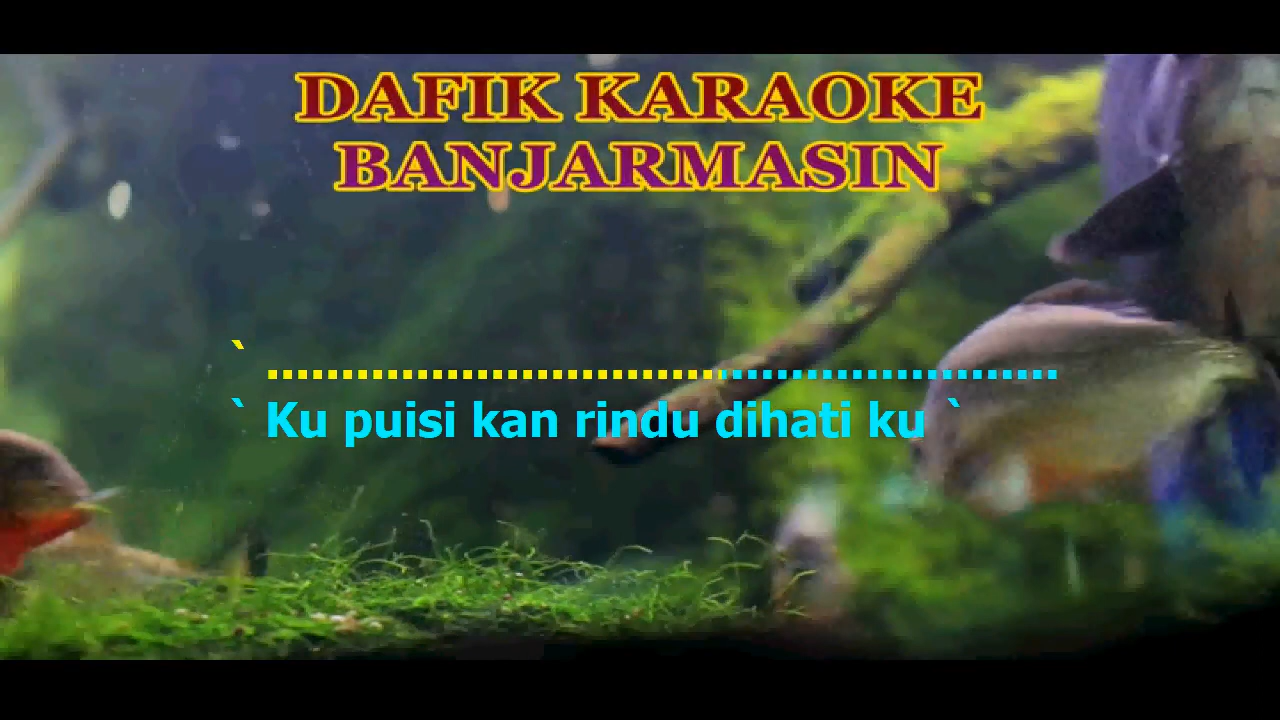 DAFIK KARAOKE
BANJARMASIN
` .....................................................
` Ku puisi kan rindu dihati ku `